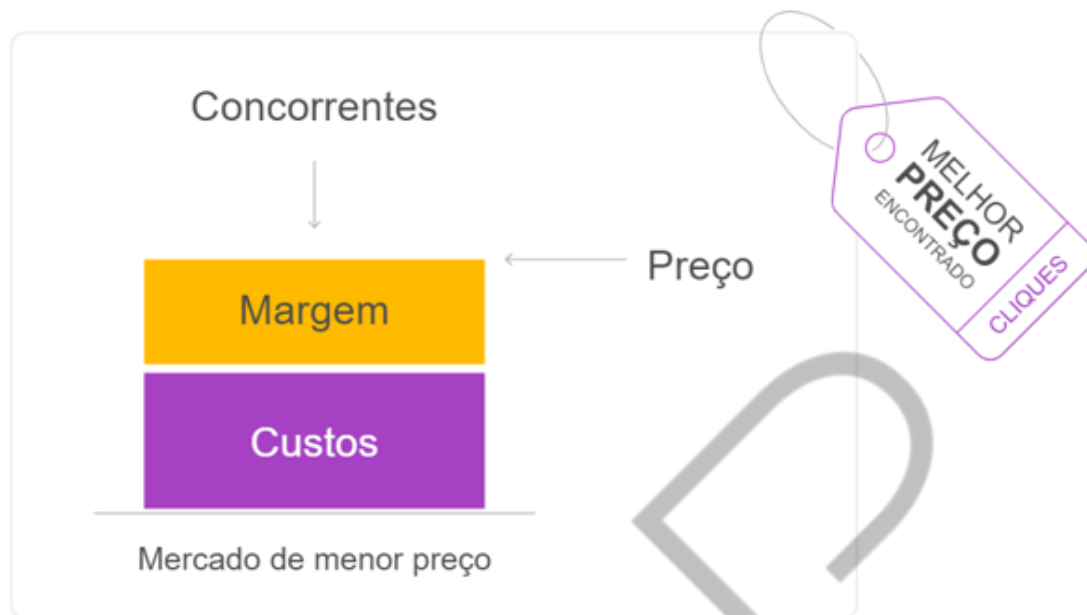 Concorrentes
Preço
Margem
Custos
Mercado de menor preço
MELHOR
PREÇO
ENCONTRADO
CLIQUES